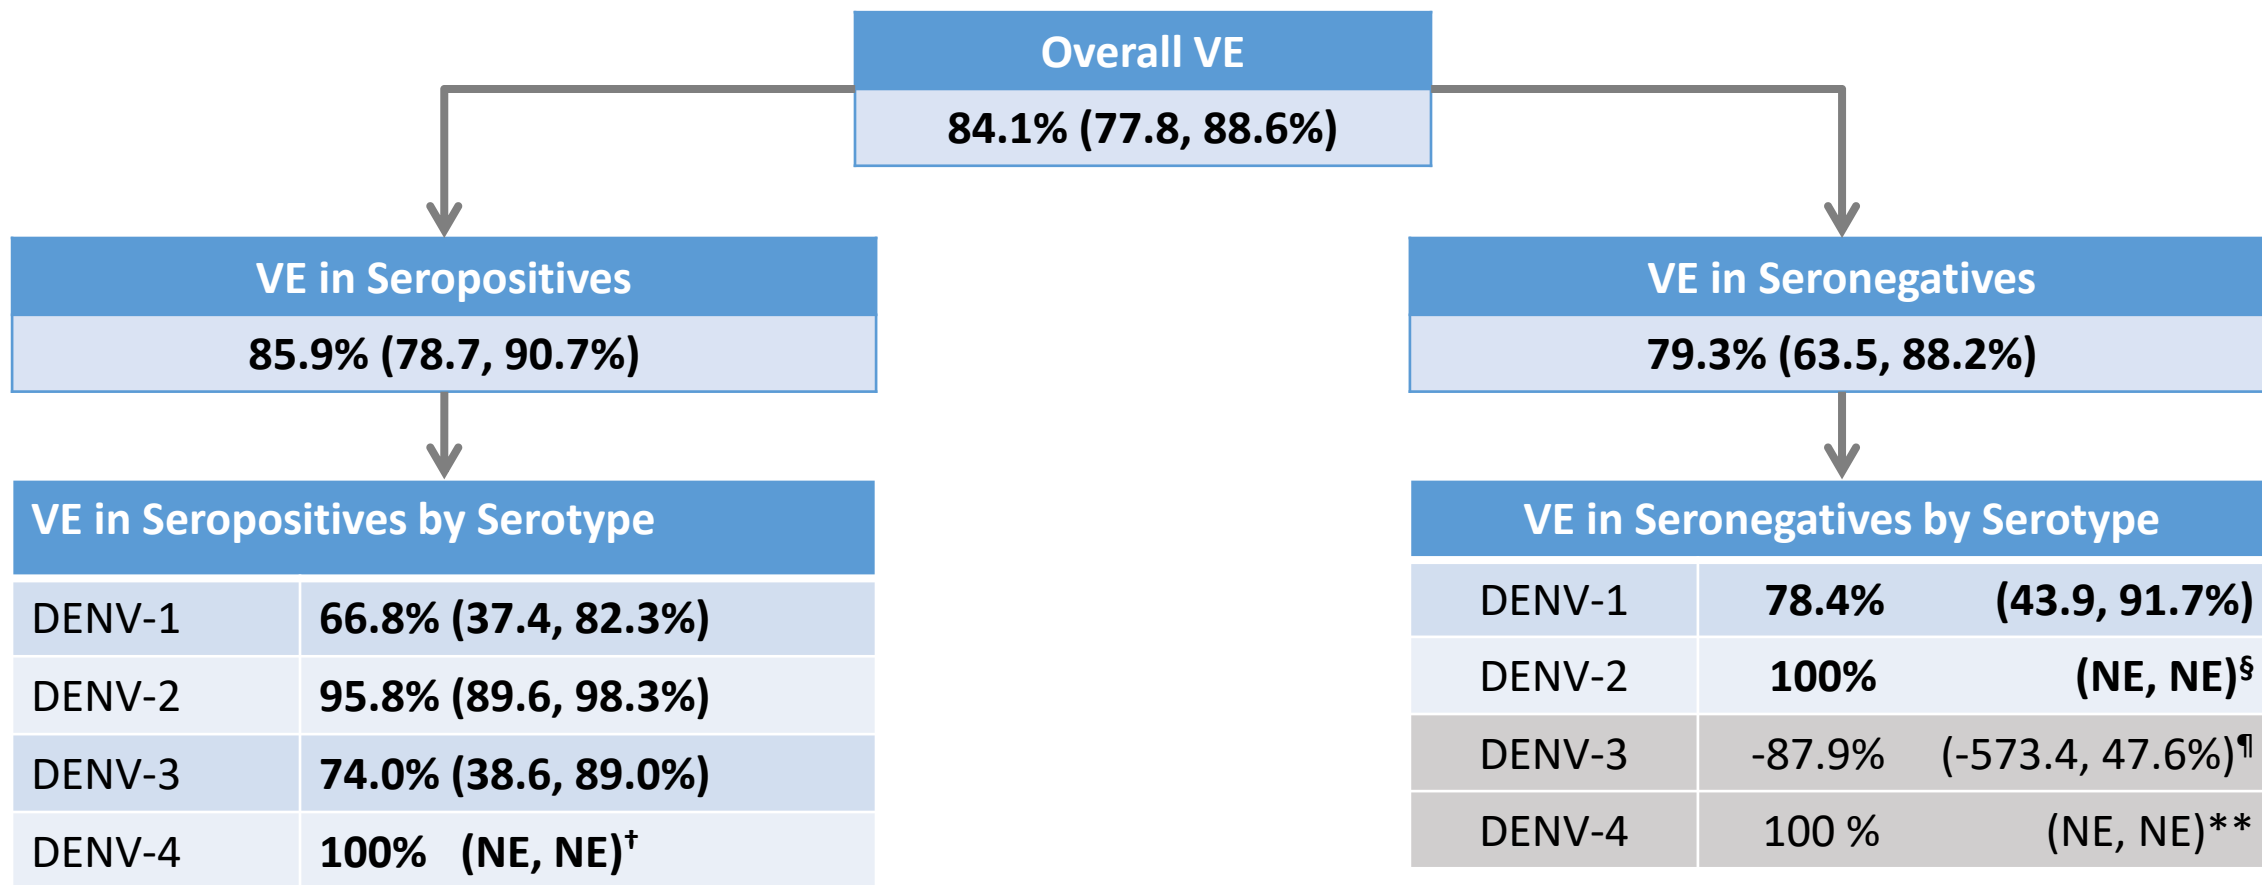 Overall VE
84.1% (77.8, 88.6%)
VE in Seropositives
85.9% (78.7, 90.7%)
VE in Seronegatives
79.3% (63.5, 88.2%)
VE in Seropositives by Serotype
DENV-1 66.8% (37.4, 82.3%)
DENV-2 95.8% (89.6, 98.3%)
DENV-3 74.0% (38.6, 89.0%)
DENV-4 100% (NE, NE)†
VE in Seronegatives by Serotype
DENV-1 78.4% (43.9, 91.7%)
DENV-2 100% (NE, NE)§
DENV-3 -87.9% (-573.4, 47.6%)¶
DENV-4 100 % (NE, NE)**